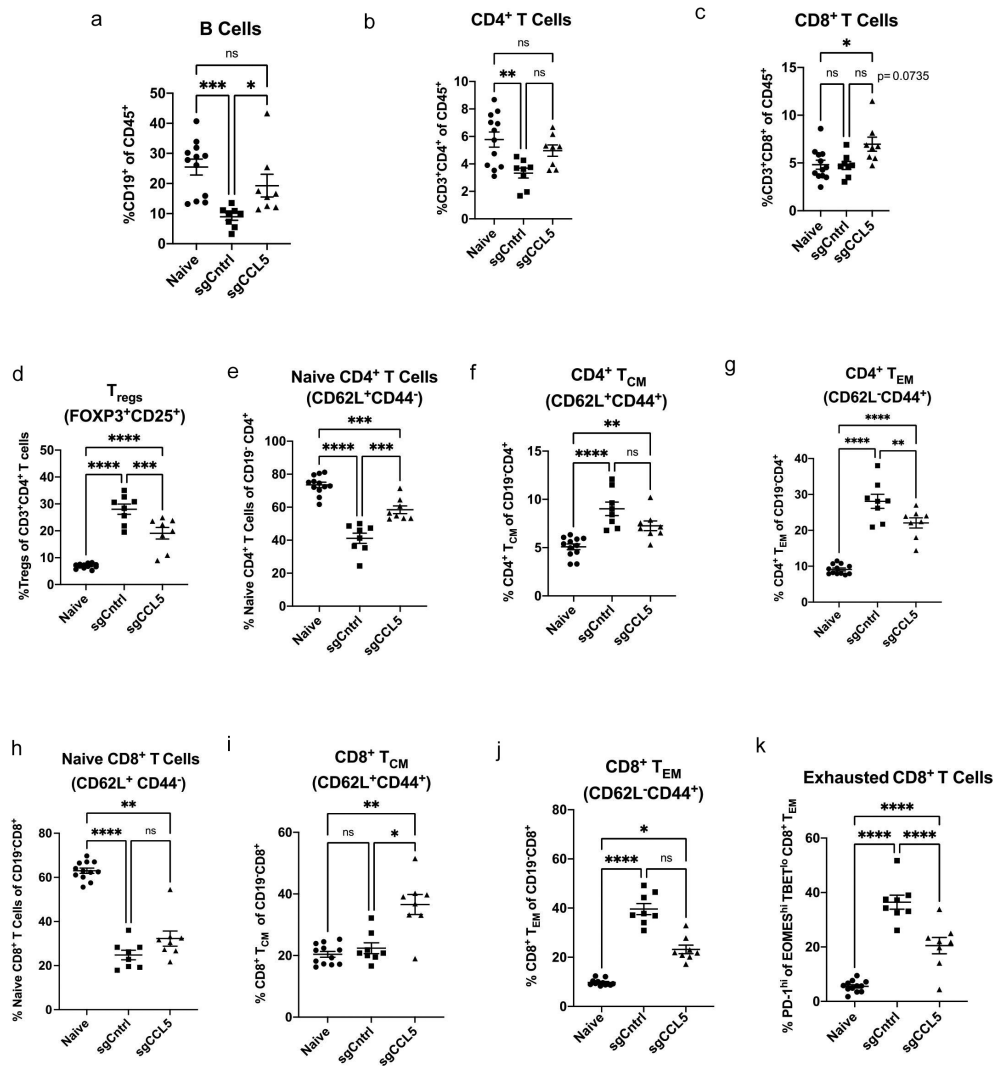 a
B Cells
ns
***
*
%CD19⁺ of CD45⁺
50
40
30
20
10
0
Naive
sgCntrl
sgCCL5
b
CD4⁺ T Cells
ns
**
ns
%CD3⁺CD4⁺ of CD45⁺
10
8
6
4
2
0
Naive
sgCntrl
sgCCL5
c
CD8⁺ T Cells
*
ns
ns
p=0.0735
%CD3⁺CD8⁺ of CD45⁺
15
10
5
0
Naive
sgCntrl
sgCCL5
d
Tregs
(FOXP3⁺CD25⁺)
****
****
***
%Tregs of CD3⁺CD4⁺ T cells
50
40
30
20
10
0
Naive
sgCntrl
sgCCL5
e
Naive CD4⁺ T Cells
(CD62L⁺CD44⁻)
***
****
***
% Naive CD4⁺ T Cells of CD19⁻ CD4⁺
100
80
60
40
20
0
Naive
sgCntrl
sgCCL5
f
CD4⁺ TCM
(CD62L⁺CD44⁺)
**
****
ns
% CD4⁺ TCM of CD19⁻CD4⁺
15
10
5
0
Naive
sgCntrl
sgCCL5
g
CD4⁺ TEM
(CD62L⁻CD44⁺)
****
****
**
% CD4⁺ TEM of CD19⁻CD4⁺
40
30
20
10
0
Naive
sgCntrl
sgCCL5
h
Naive CD8⁺ T Cells
(CD62L⁺ CD44⁻)
**
****
ns
% Naive CD8⁺ T Cells of CD19⁻CD8⁺
80
60
40
20
0
Naive
sgCntrl
sgCCL5
i
CD8⁺ TCM
(CD62L⁺CD44⁺)
**
ns
*
% CD8⁺ TCM of CD19⁻CD8⁺
60
40
20
0
Naive
sgCntrl
sgCCL5
j
CD8⁺ TEM
(CD62L⁻CD44⁺)
*
****
ns
% CD8⁺ TEM of CD19⁻CD8⁺
60
40
20
0
Naive
sgCntrl
sgCCL5
k
Exhausted CD8⁺ T Cells
****
****
****
% PD-1ʰⁱ of EOMESʰⁱ TBETˡᵒ CD8⁺ TEM
60
40
20
0
Naive
sgCntrl
sgCCL5